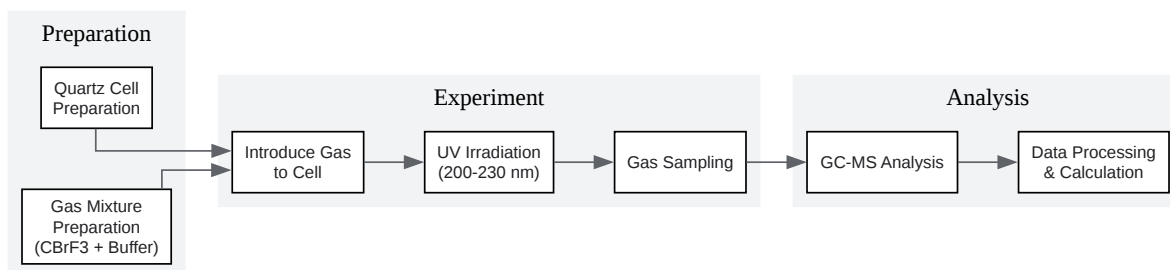 Preparation
Quartz Cell
Preparation
Gas Mixture
Preparation
(CBrF3 + Buffer)
Experiment
Introduce Gas
to Cell
UV Irradiation
(200-230 nm)
Gas Sampling
Analysis
GC-MS Analysis
Data Processing
& Calculation